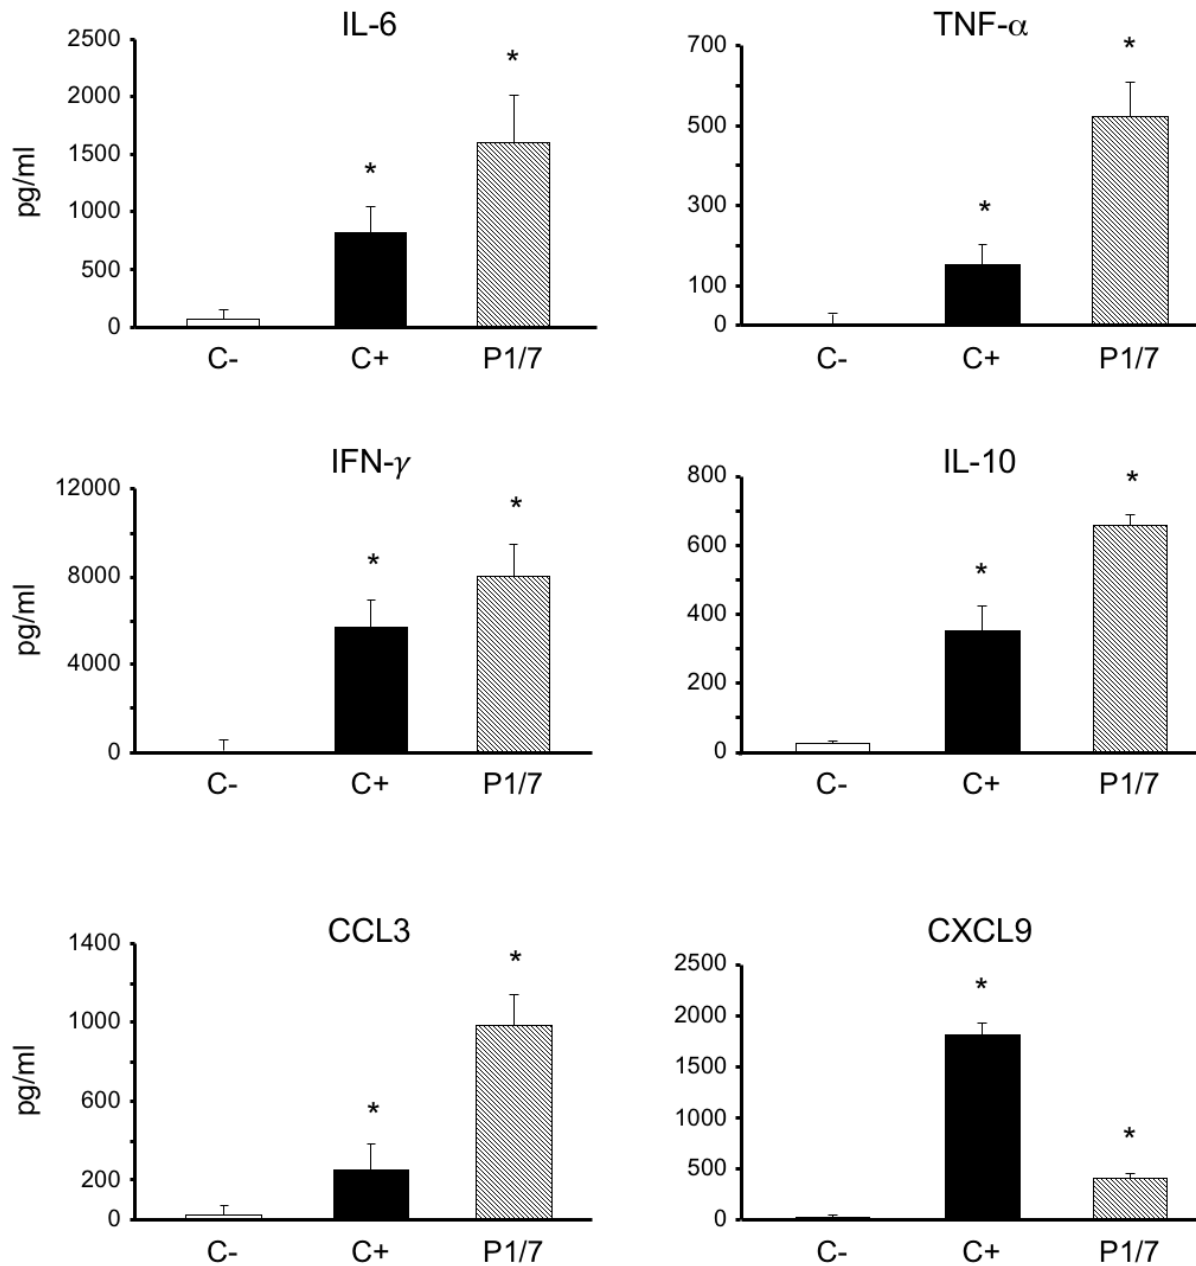 IL-6
2500
2000
1500
1000
500
0
pg/ml
*
*
C- C+ P1/7
TNF-α
700
500
300
100
0
*
*
C- C+ P1/7
IFN-γ
12000
8000
4000
0
pg/ml
*
*
C- C+ P1/7
IL-10
800
600
400
200
0
*
*
C- C+ P1/7
CCL3
1400
1000
600
200
0
pg/ml
*
*
C- C+ P1/7
CXCL9
2500
2000
1500
1000
500
0
*
*
C- C+ P1/7